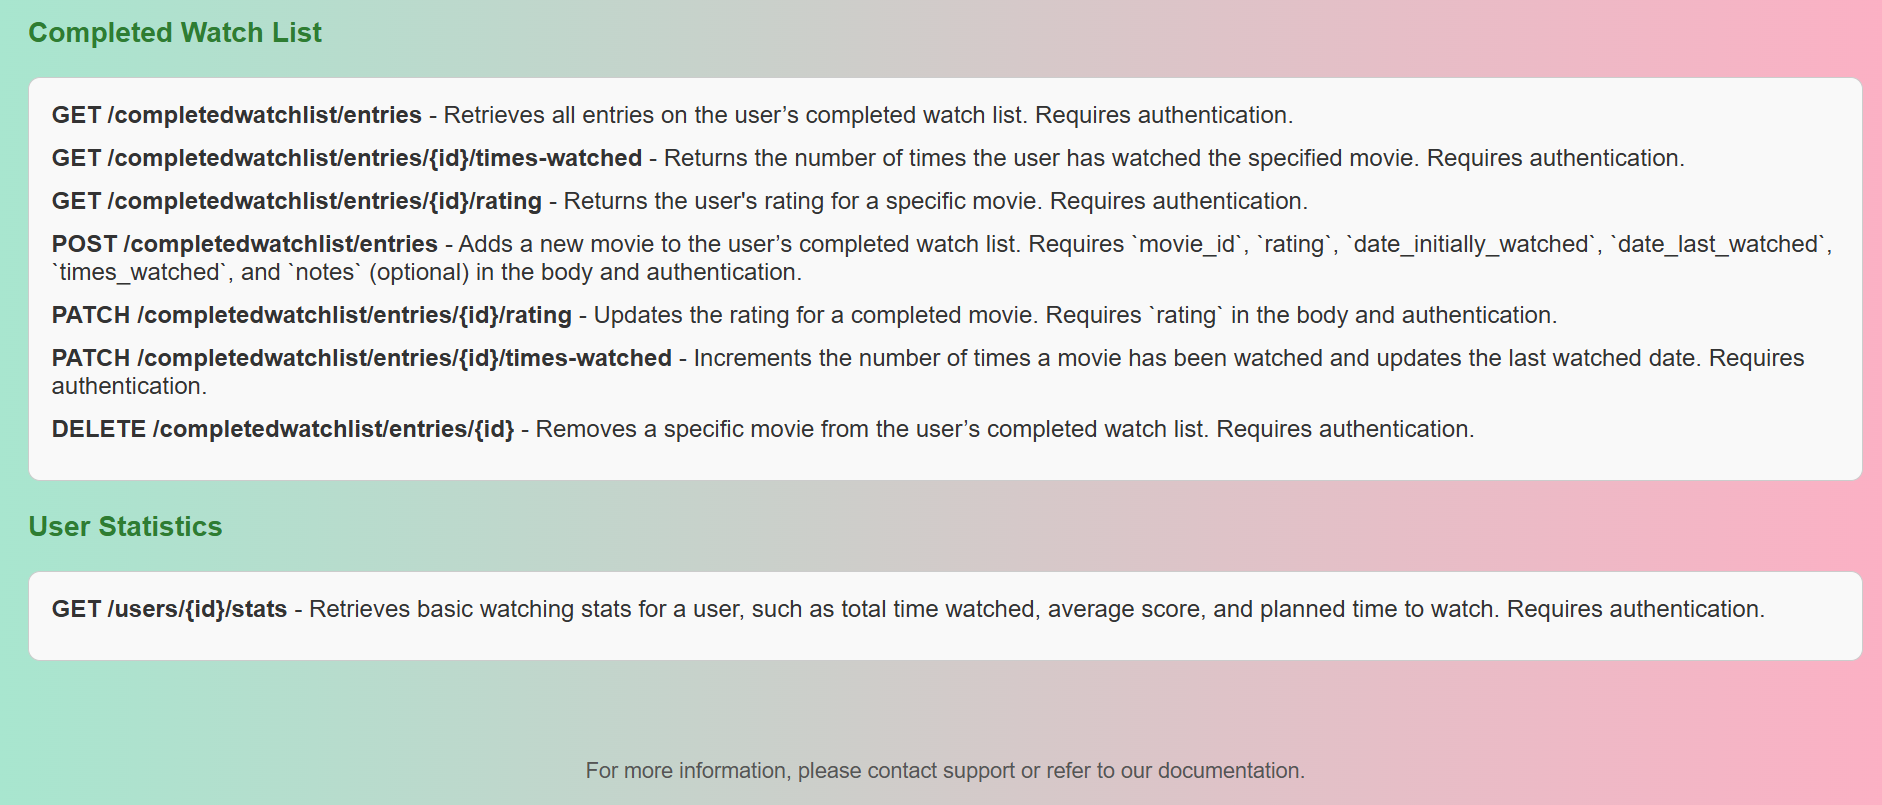 Completed Watch List
GET /completedwatchlist/entries - Retrieves all entries on the user’s completed watch list. Requires authentication.
GET /completedwatchlist/entries/{id}/times-watched - Returns the number of times the user has watched the specified movie. Requires authentication.
GET /completedwatchlist/entries/{id}/rating - Returns the user's rating for a specific movie. Requires authentication.
POST /completedwatchlist/entries - Adds a new movie to the user’s completed watch list. Requires `movie_id`, `rating`, `date_initially_watched`, `date_last_watched`,
`times_watched`, and `notes` (optional) in the body and authentication.
PATCH /completedwatchlist/entries/{id}/rating - Updates the rating for a completed movie. Requires `rating` in the body and authentication.
PATCH /completedwatchlist/entries/{id}/times-watched - Increments the number of times a movie has been watched and updates the last watched date. Requires
authentication.
DELETE /completedwatchlist/entries/{id} - Removes a specific movie from the user’s completed watch list. Requires authentication.
User Statistics
GET /users/{id}/stats - Retrieves basic watching stats for a user, such as total time watched, average score, and planned time to watch. Requires authentication.
For more information, please contact support or refer to our documentation.